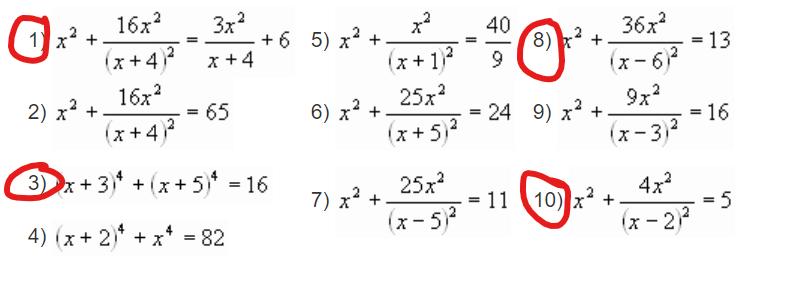 1) x² + 16x²/(x + 4)² = 3x²/(x + 4) + 6
2) x² + 16x²/(x + 4)² = 65
3) (x + 3)⁴ + (x + 5)⁴ = 16
4) (x + 2)⁴ + x⁴ = 82
5) x² + x²/(x + 1)² = 40/9
6) x² + 25x²/(x + 5)² = 24
7) x² + 25x²/(x − 5)² = 11
8) x² + 36x²/(x − 6)² = 13
9) x² + 9x²/(x − 3)² = 16
10) x² + 4x²/(x − 2)² = 5